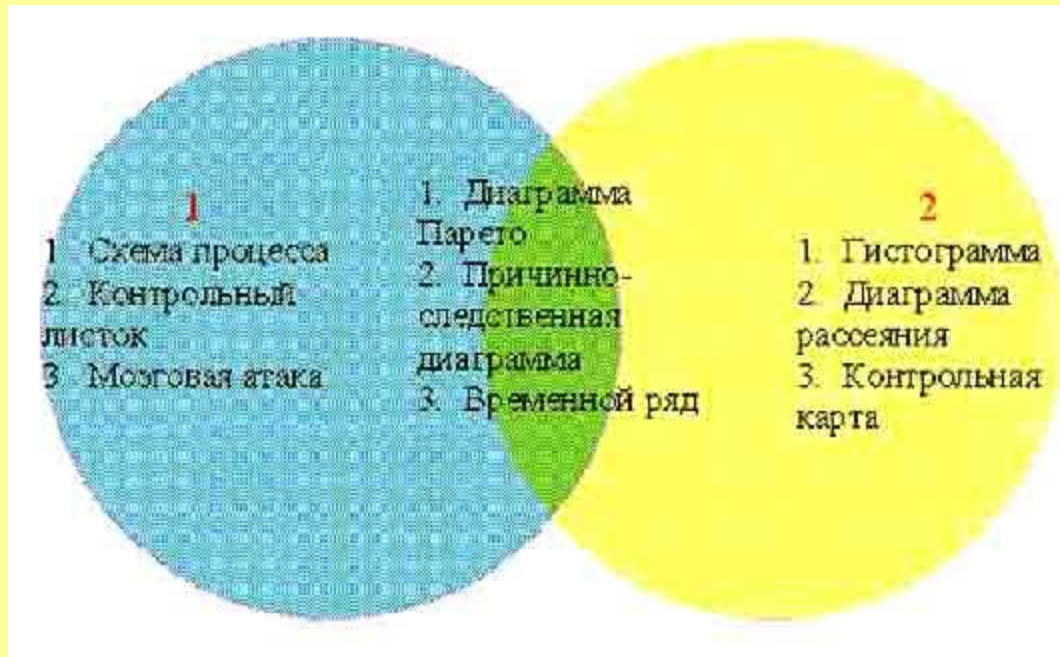 1
1 Схема процесса
2 Контрольный
листок
3 Мозговая атака
1. Диаграмма
Парето
2. Причинно-
следственная
диаграмма
3. Временной ряд
2
1. Гистограмма
2. Диаграмма
рассеяния
3. Контрольная
карта